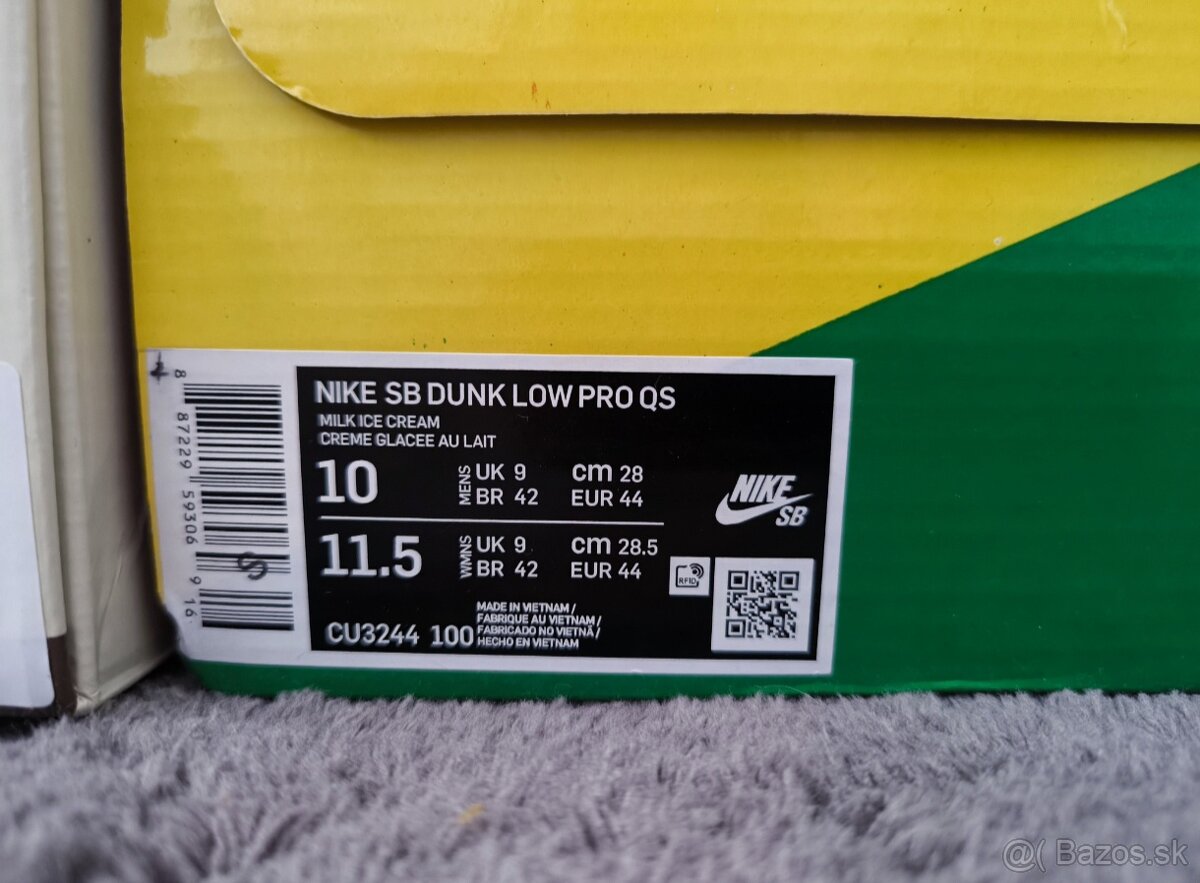 NIKE SB DUNK LOW PRO QS
MILK ICE CREAM
CREME GLACEE AU LAIT
10 MENS UK 9 cm 28
BR 42 EUR 44
11.5 WMNS UK 9 cm 28.5
BR 42 EUR 44
CU3244 100
MADE IN VIETNAM /
FABRIQUE AU VIETNAM /
FABRICADO NO VIETNÃ /
HECHO EN VIETNAM
NIKE
SB
RFID
8 87229 59306 9 16
S
@( Bazos.sk